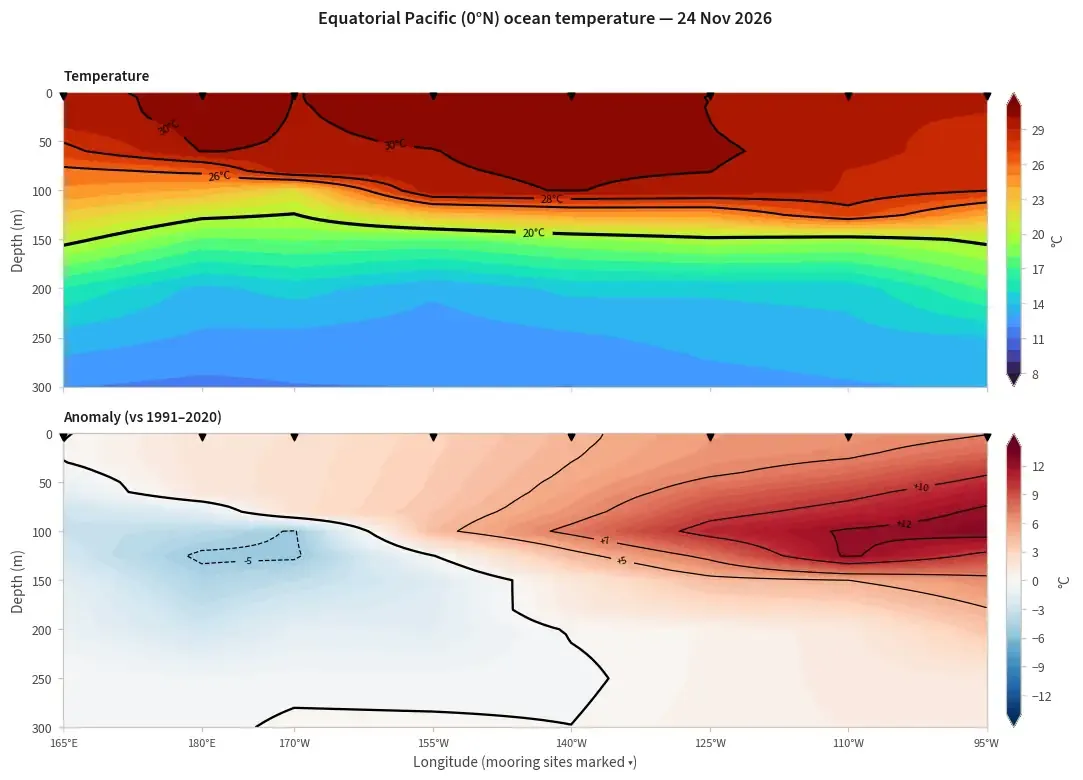 Equatorial Pacific (0°N) ocean temperature — 24 Nov 2026
Temperature
0
50
100
150
200
250
300
Depth (m)
30°C
30°C
26°C
28°C
20°C
29
26
23
20
17
14
11
8
°C
Anomaly (vs 1991–2020)
0
50
100
150
200
250
300
Depth (m)
-5
+7
+5
+10
+12
12
9
6
3
0
−3
−6
−9
−12
°C
165°E 180°E 170°W 155°W 140°W 125°W 110°W 95°W
Longitude (mooring sites marked ▾)